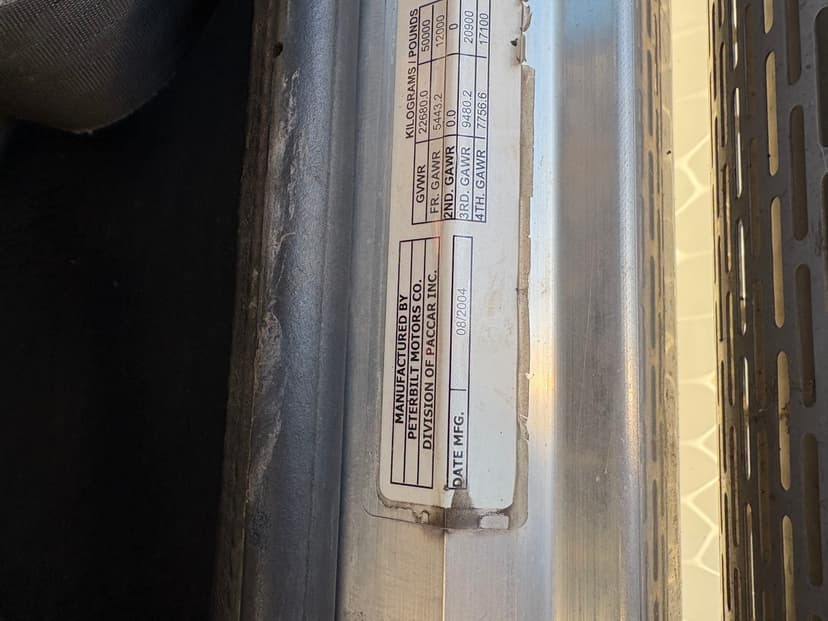 MANUFACTURED BY
PETERBILT MOTORS CO.
DIVISION OF PACCAR INC.
DATE MFG. 08/2004
KILOGRAMS / POUNDS
GVWR 22680.0 50000
FR. GAWR 5443.2 12000
2ND. GAWR 0.0 0
3RD. GAWR 9480.2 20900
4TH. GAWR 7756.6 17100